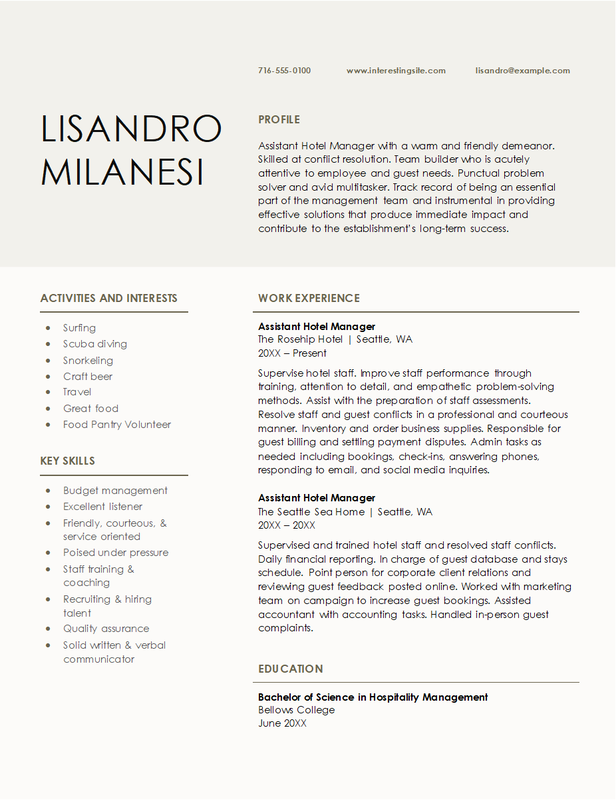 716-555-0100 www.interestingsite.com lisandro@example.com
LISANDRO
MILANESI
PROFILE
Assistant Hotel Manager with a warm and friendly demeanor.
Skilled at conflict resolution. Team builder who is acutely
attentive to employee and guest needs. Punctual problem
solver and avid multitasker. Track record of being an essential
part of the management team and instrumental in providing
effective solutions that produce immediate impact and
contribute to the establishment's long-term success.
ACTIVITIES AND INTERESTS
• Surfing
• Scuba diving
• Snorkeling
• Craft beer
• Travel
• Great food
• Food Pantry Volunteer
KEY SKILLS
• Budget management
• Excellent listener
• Friendly, courteous, &
service oriented
• Poised under pressure
• Staff training &
coaching
• Recruiting & hiring
talent
• Quality assurance
• Solid written & verbal
communicator
WORK EXPERIENCE
Assistant Hotel Manager
The Rosehip Hotel | Seattle, WA
20XX – Present
Supervise hotel staff. Improve staff performance through
training, attention to detail, and empathetic problem-solving
methods. Assist with the preparation of staff assessments.
Resolve staff and guest conflicts in a professional and courteous
manner. Inventory and order business supplies. Responsible for
guest billing and settling payment disputes. Admin tasks as
needed including bookings, check-ins, answering phones,
responding to email, and social media inquiries.
Assistant Hotel Manager
The Seattle Sea Home | Seattle, WA
20XX – 20XX
Supervised and trained hotel staff and resolved staff conflicts.
Daily financial reporting. In charge of guest database and stays
schedule. Point person for corporate client relations and
reviewing guest feedback posted online. Worked with marketing
team on campaign to increase guest bookings. Assisted
accountant with accounting tasks. Handled in-person guest
complaints.
EDUCATION
Bachelor of Science in Hospitality Management
Bellows College
June 20XX